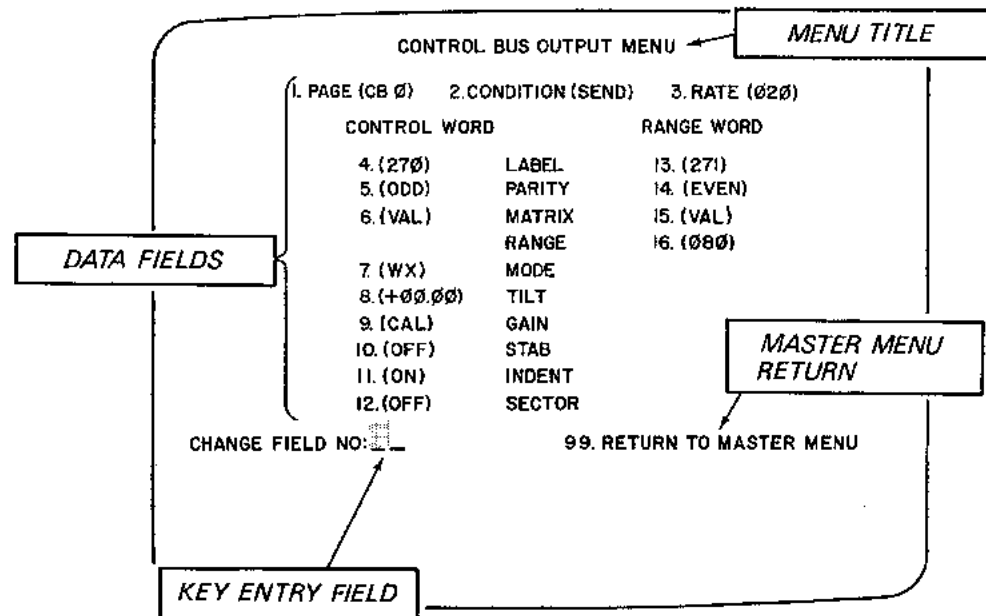 MENU TITLE
CONTROL BUS OUTPUT MENU
1. PAGE (CB Ø) 2. CONDITION (SEND) 3. RATE (Ø2Ø)
CONTROL WORD RANGE WORD
4. (27Ø) LABEL 13. (271)
5. (ODD) PARITY 14. (EVEN)
6. (VAL) MATRIX 15. (VAL)
RANGE 16. (Ø8Ø)
DATA FIELDS
7. (WX) MODE
8. (+ØØ.ØØ) TILT
9. (CAL) GAIN
10. (OFF) STAB
11. (ON) INDENT
12. (OFF) SECTOR
MASTER MENU
RETURN
CHANGE FIELD NO: 99. RETURN TO MASTER MENU
KEY ENTRY FIELD